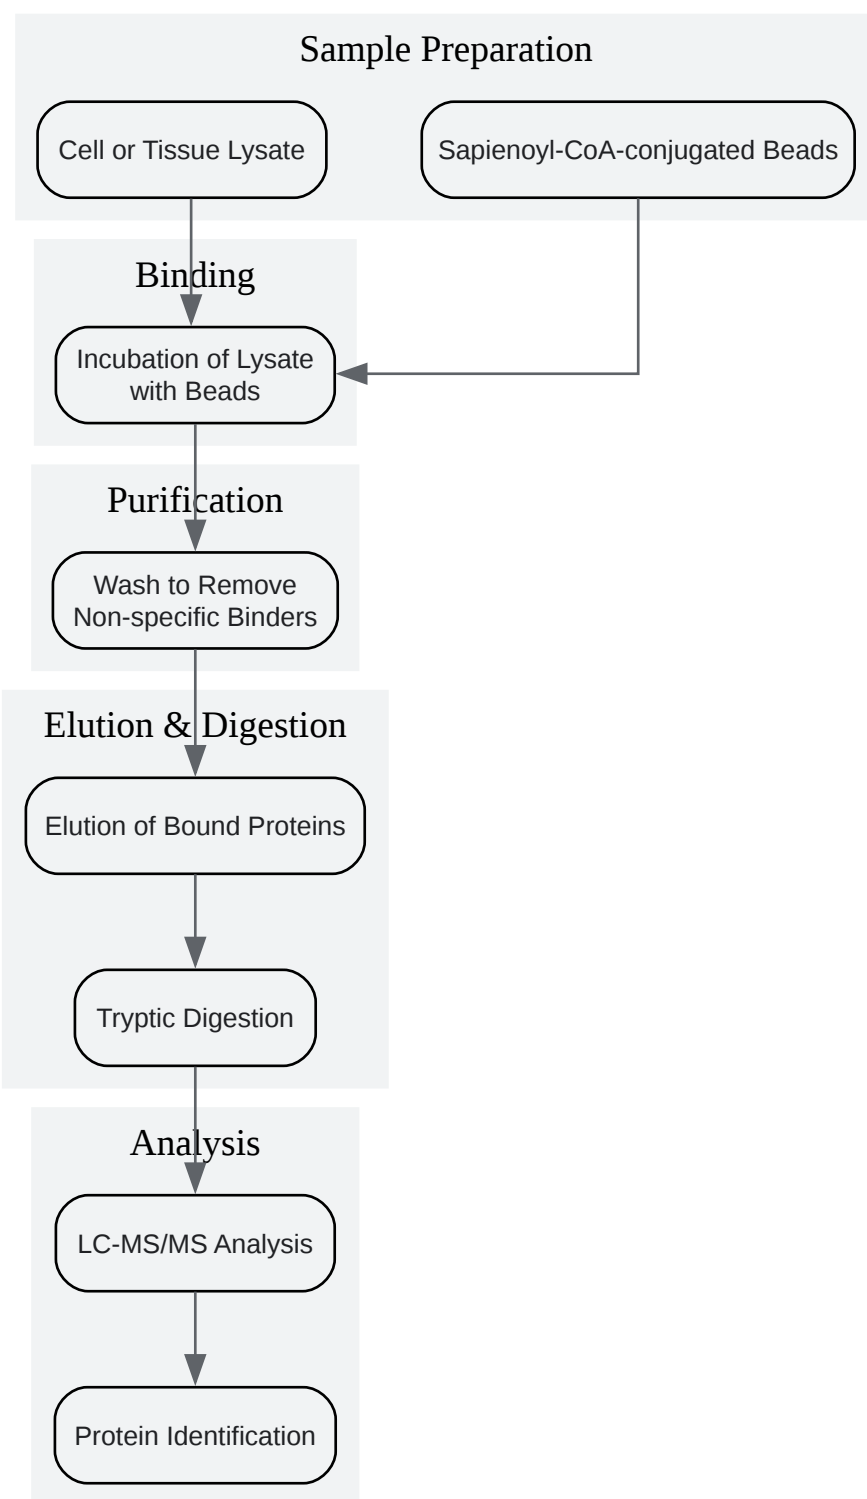 Sample Preparation
Cell or Tissue Lysate
Sapienoyl-CoA-conjugated Beads
Binding
Incubation of Lysate
with Beads
Purification
Wash to Remove
Non-specific Binders
Elution & Digestion
Elution of Bound Proteins
Tryptic Digestion
Analysis
LC-MS/MS Analysis
Protein Identification